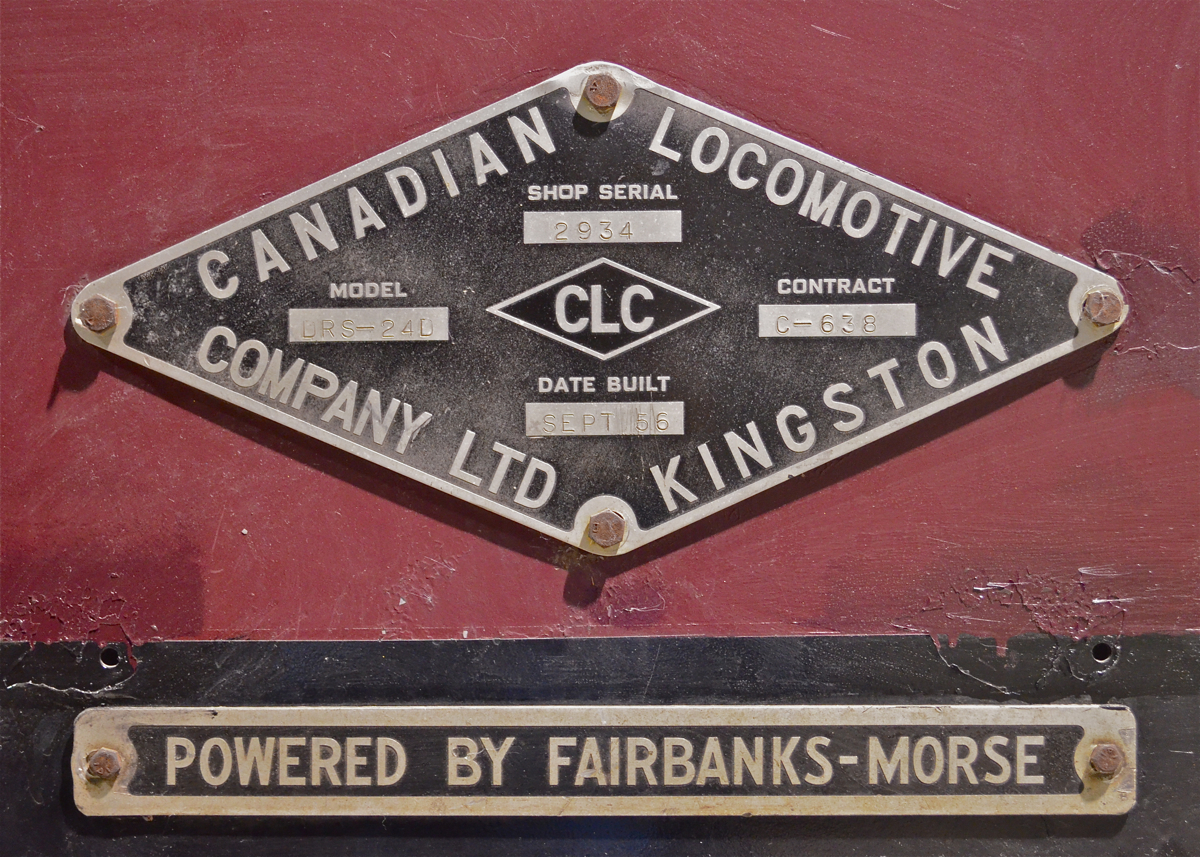 CANADIAN LOCOMOTIVE
SHOP SERIAL
2934
MODEL
DRS-24D
CLC
CONTRACT
C-638
DATE BUILT
SEPT 56
COMPANY LTD KINGSTON
POWERED BY FAIRBANKS-MORSE